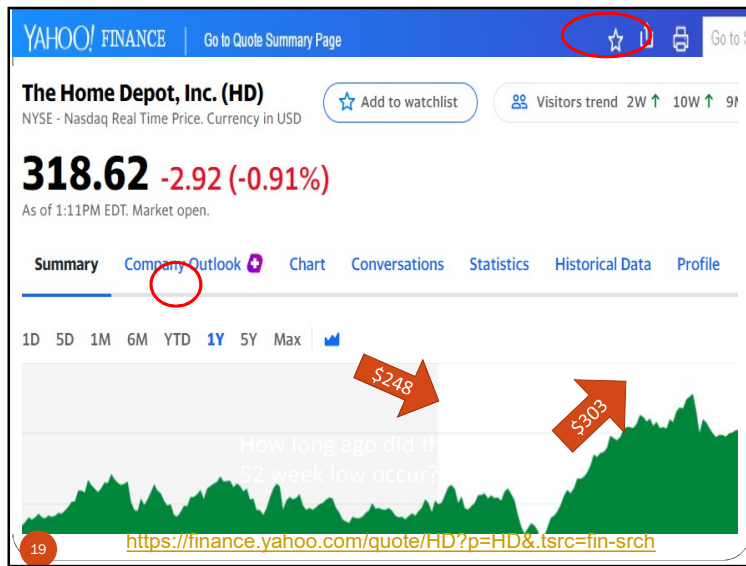 YAHOO! FINANCE | Go to Quote Summary Page Go to S
The Home Depot, Inc. (HD)
NYSE - Nasdaq Real Time Price. Currency in USD
Add to watchlist
Visitors trend 2W ↑ 10W ↑ 9M
318.62 -2.92 (-0.91%)
As of 1:11PM EDT. Market open.
Summary Company Outlook Chart Conversations Statistics Historical Data Profile
1D 5D 1M 6M YTD 1Y 5Y Max
$248
$303
How long ago did th
52 week low occur?
https://finance.yahoo.com/quote/HD?p=HD&.tsrc=fin-srch
19